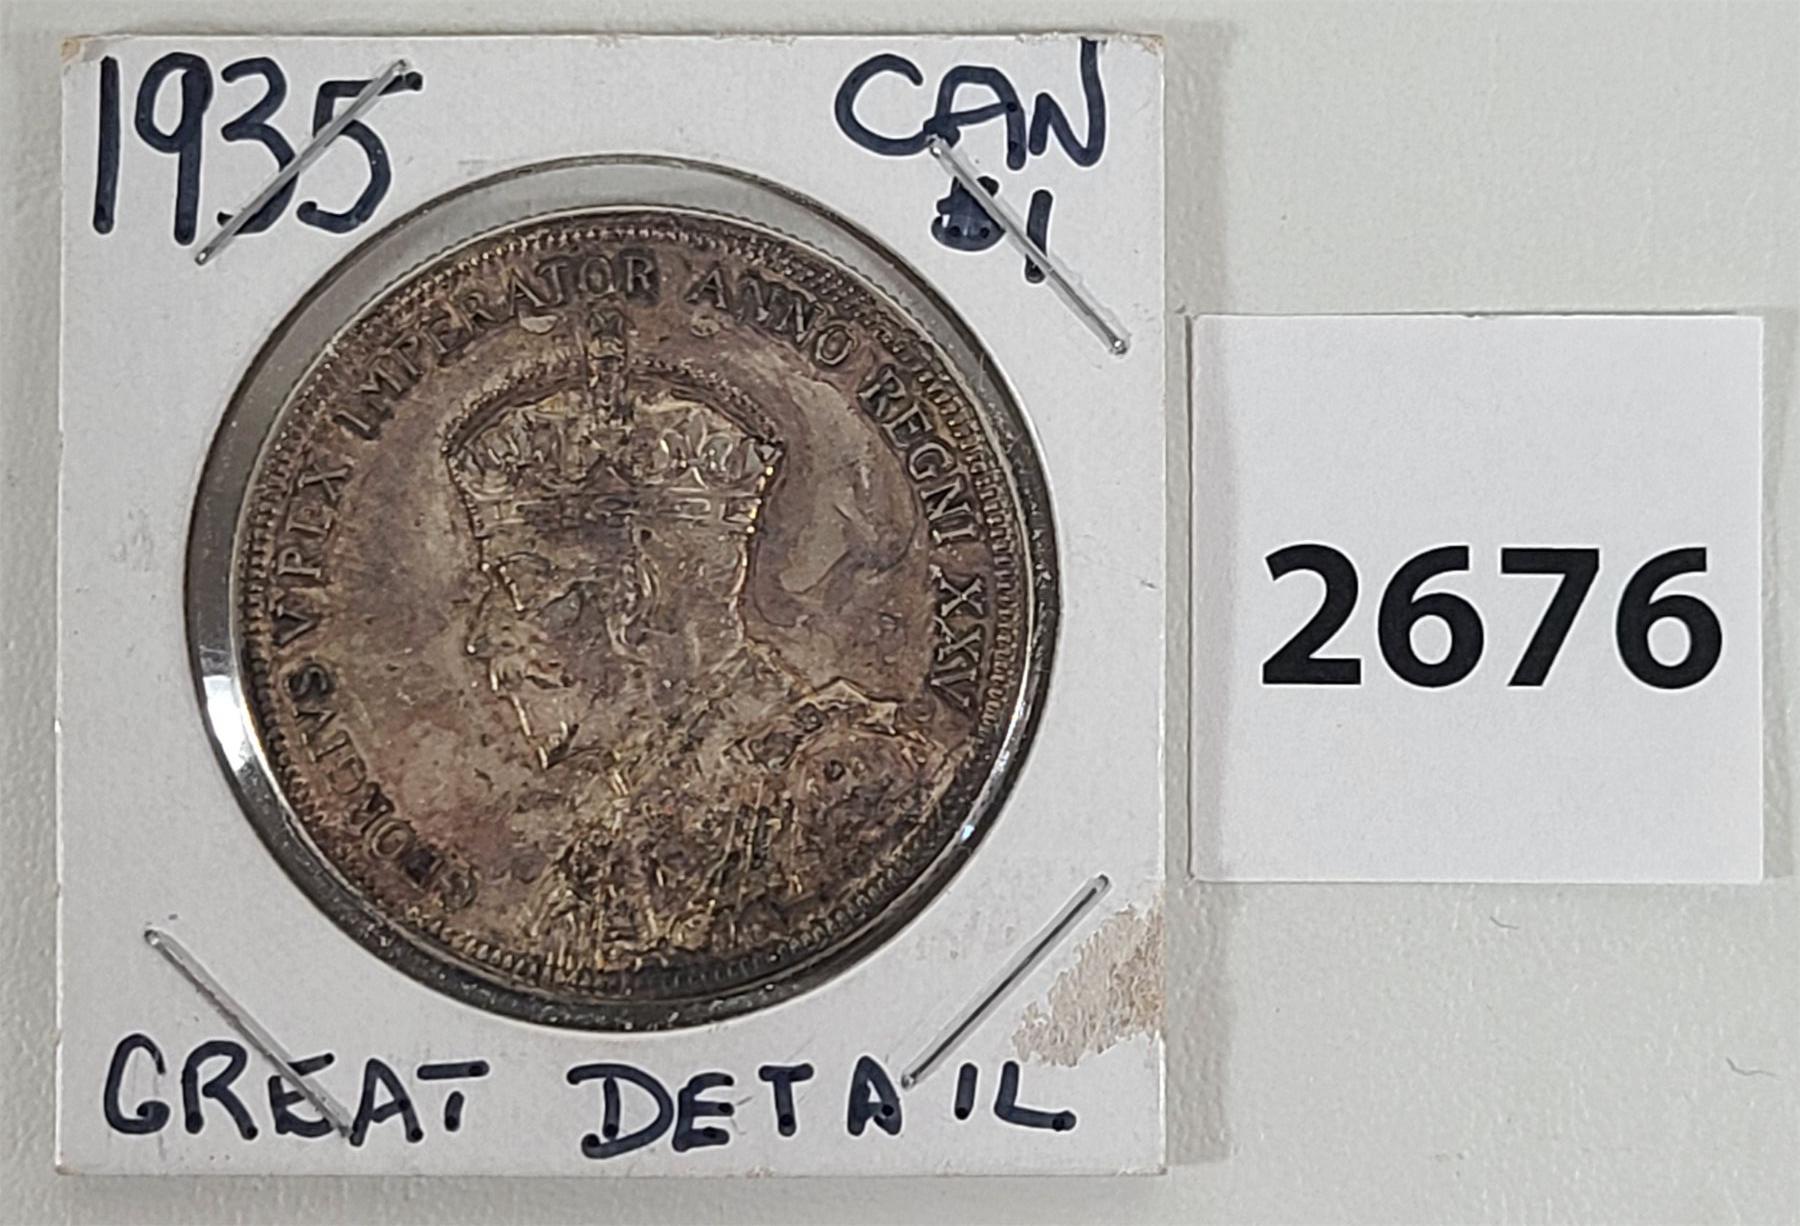 1935
CAN
$1
GEORGIVS V REX IMPERATOR ANNO REGNI XXV
GREAT DETAIL
2676